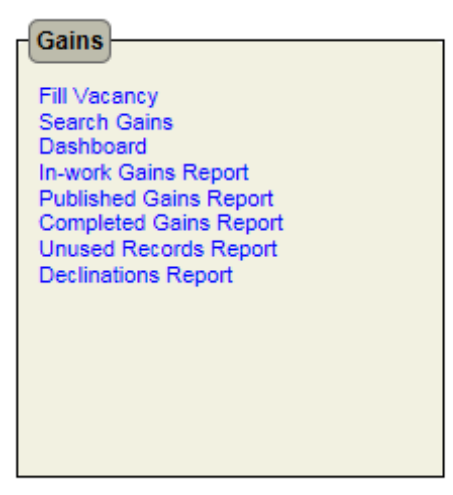 Gains
Fill Vacancy
Search Gains
Dashboard
In-work Gains Report
Published Gains Report
Completed Gains Report
Unused Records Report
Declinations Report